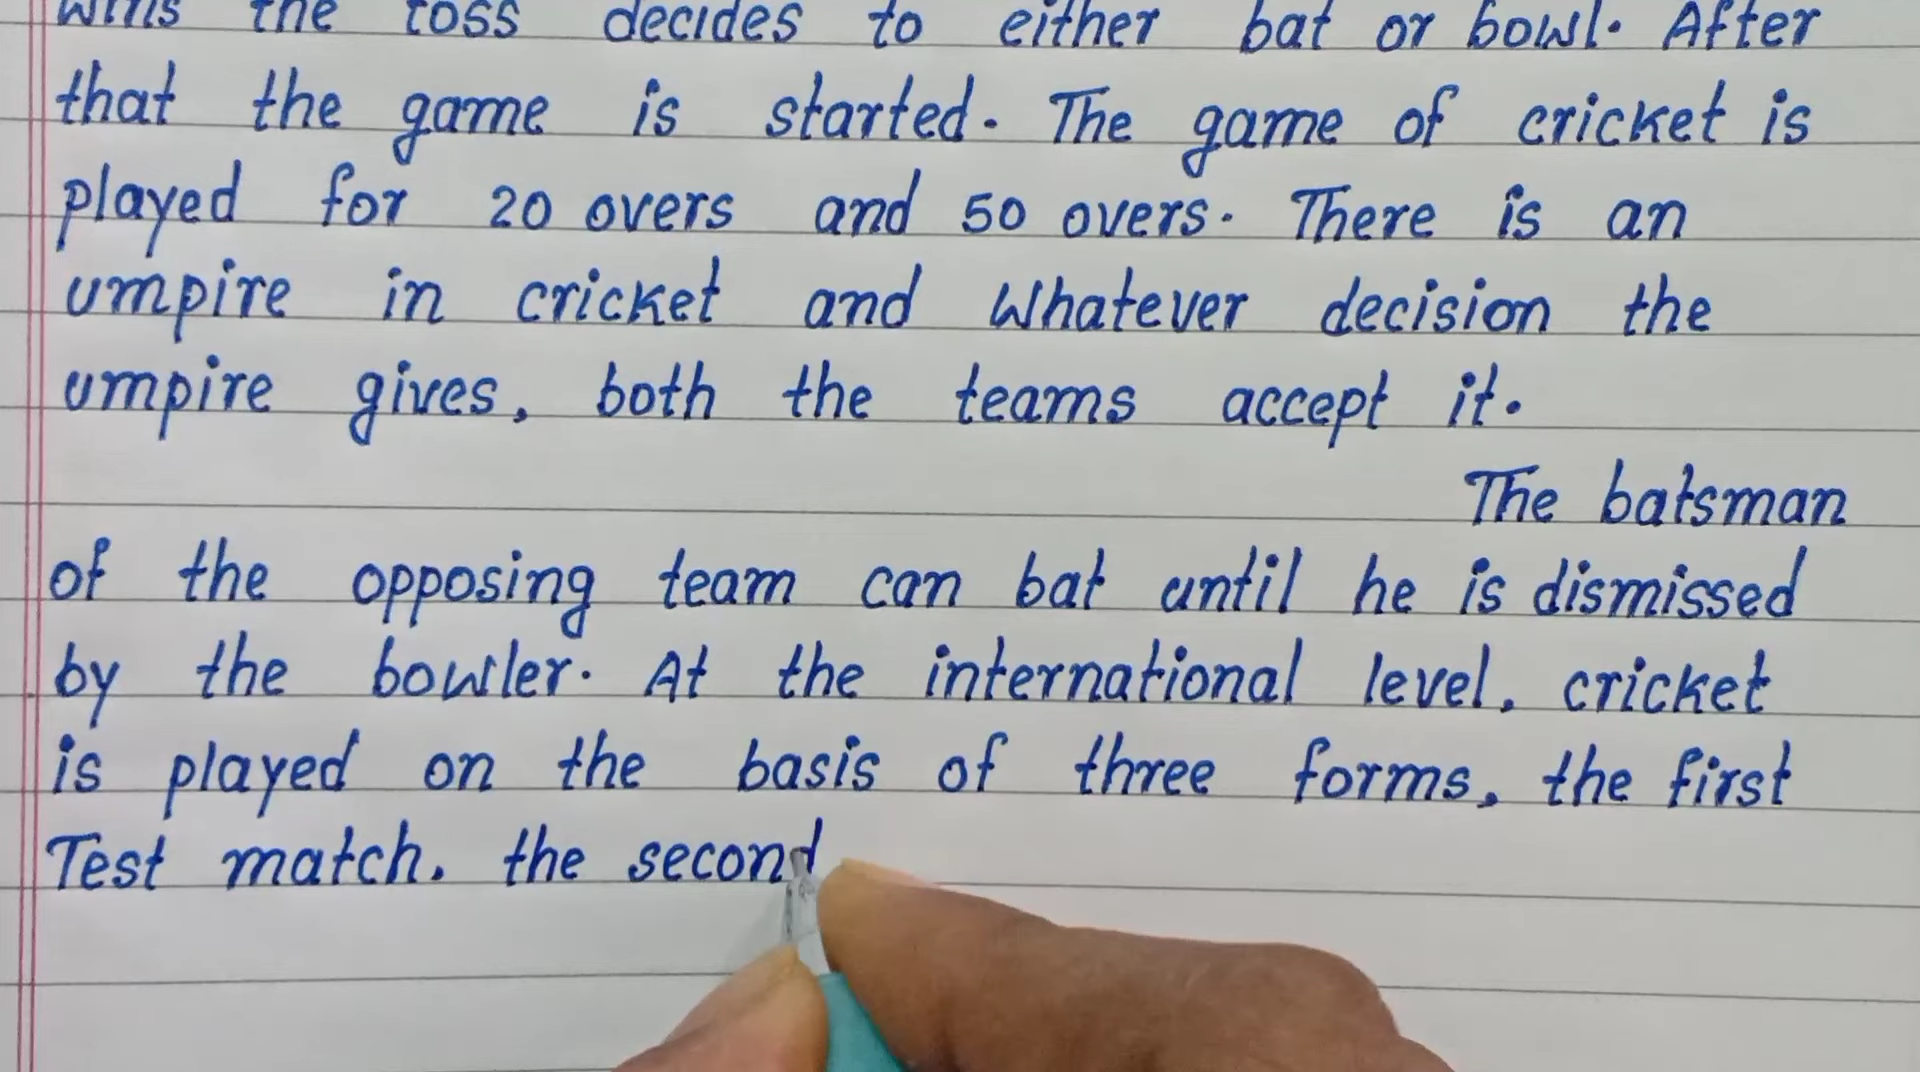 wins the toss decides to either bat or bowl. After
that the game is started. The game of cricket is
played for 20 overs and 50 overs. There is an
umpire in cricket and whatever decision the
umpire gives, both the teams accept it.
The batsman
of the opposing team can bat until he is dismissed
by the bowler. At the international level, cricket
is played on the basis of three forms, the first
Test match, the second